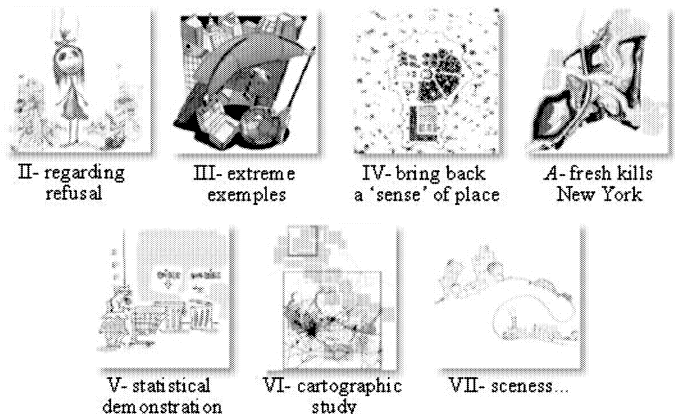 II- regarding
refusal
III- extreme
exemples
IV- bring back
a ‘sense’ of place
A- fresh kills
New York
V- statistical
demonstration
VI- cartographic
study
VII- sceness...